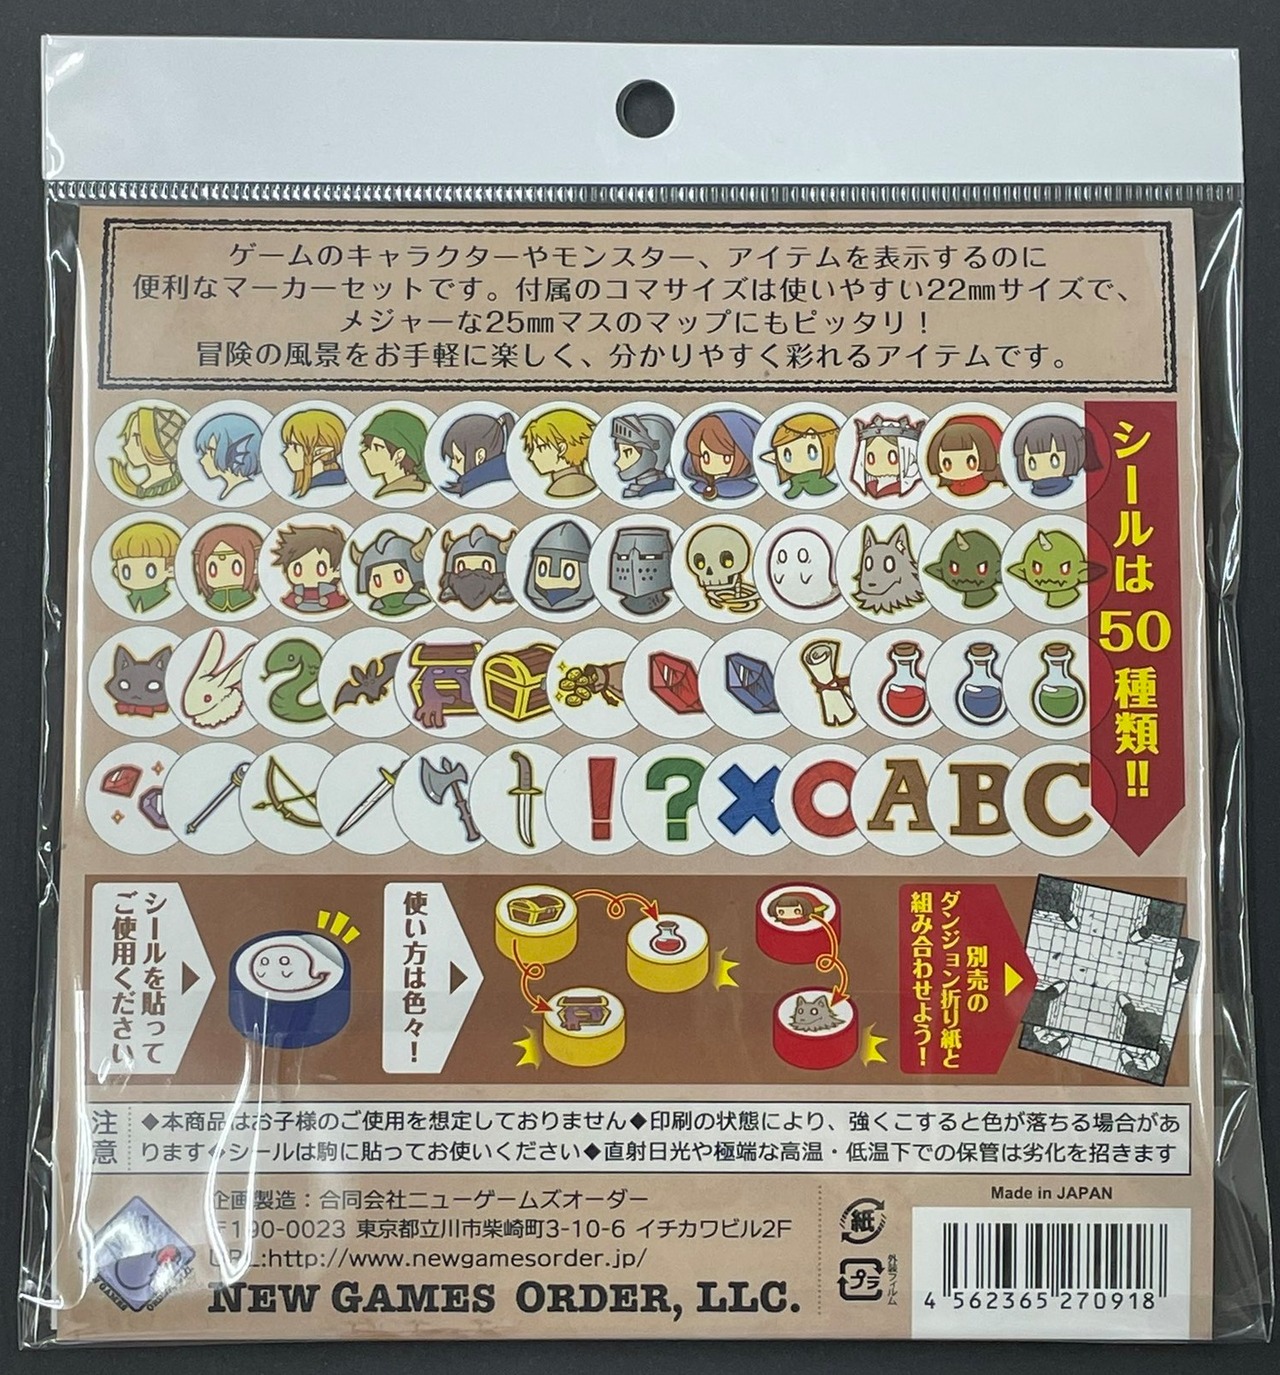 ゲームのキャラクターやモンスター、アイテムを表示するのに
便利なマーカーセットです。付属のコマサイズは使いやすい22㎜サイズで、
メジャーな25㎜マスのマップにもピッタリ！
冒険の風景をお手軽に楽しく、分かりやすく彩れるアイテムです。
シールは50種類!!
! ? × ○ A B C
シールを貼って
ご使用ください
使い方は色々！
別売の
ダンジョン折り紙と
組み合わせよう！
注意
◆本商品はお子様のご使用を想定しておりません◆印刷の状態により、強くこすると色が落ちる場合があ
ります◆シールは駒に貼ってお使いください◆直射日光や極端な高温・低温下での保管は劣化を招きます
企画製造：合同会社ニューゲームズオーダー
〒190-0023 東京都立川市柴崎町3-10-6 イチカワビル2F
URL:http://www.newgamesorder.jp/
NEW GAMES ORDER, LLC.
紙
プラ
外装フィルム
Made in JAPAN
4 562365 270918